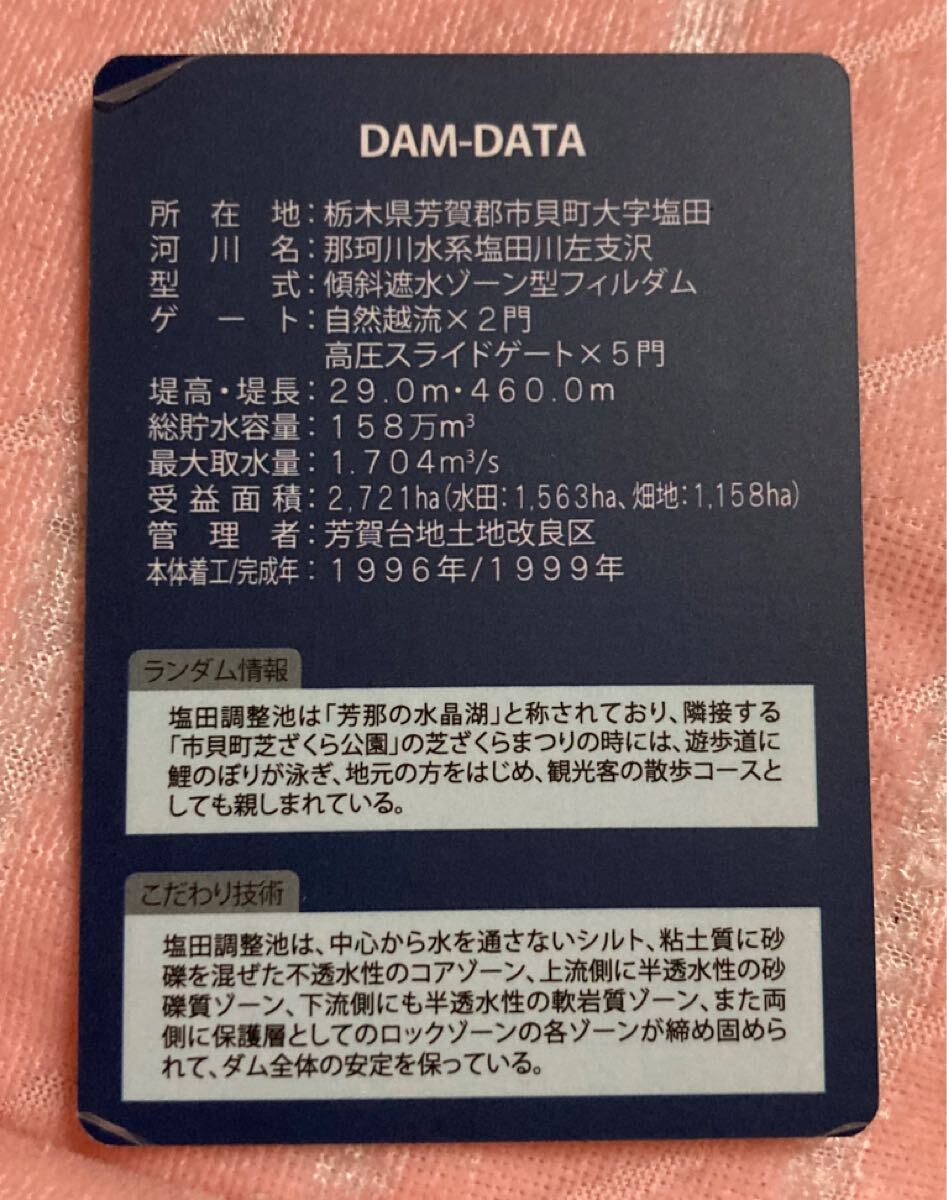 DAM-DATA
所在地：栃木県芳賀郡市貝町大字塩田
河川名：那珂川水系塩田川左支沢
型式：傾斜遮水ゾーン型フィルダム
ゲート：自然越流×２門
高圧スライドゲート×５門
堤高・堤長：２９.０ｍ・４６０.０ｍ
総貯水容量：１５８万m³
最大取水量：１.７０４m³/s
受益面積：2,721ha（水田：1,563ha、畑地：1,158ha）
管理者：芳賀台地土地改良区
本体着工/完成年：１９９６年/１９９９年
ランダム情報
塩田調整池は「芳那の水晶湖」と称されており、隣接する
「市貝町芝ざくら公園」の芝ざくらまつりの時には、遊歩道に
鯉のぼりが泳ぎ、地元の方をはじめ、観光客の散歩コースと
しても親しまれている。
こだわり技術
塩田調整池は、中心から水を通さないシルト、粘土質に砂
礫を混ぜた不透水性のコアゾーン、上流側に半透水性の砂
礫質ゾーン、下流側にも半透水性の軟岩質ゾーン、また両
側に保護層としてのロックゾーンの各ゾーンが締め固めら
れて、ダム全体の安定を保っている。